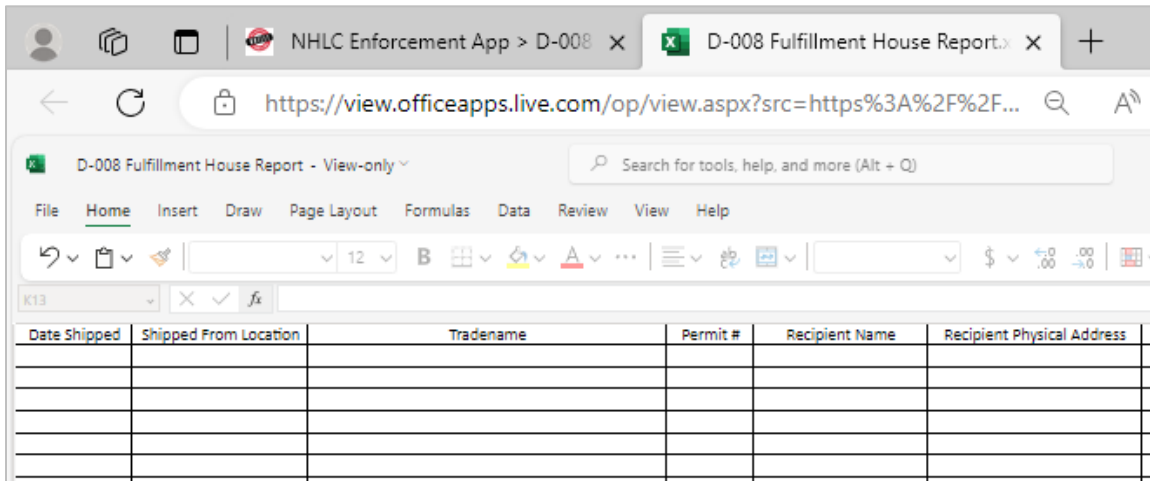 NHLC Enforcement App > D-008
D-008 Fulfillment House Report.x
https://view.officeapps.live.com/op/view.aspx?src=https%3A%2F%2F...
D-008 Fulfillment House Report - View-only
Search for tools, help, and more (Alt + Q)
File Home Insert Draw Page Layout Formulas Data Review View Help
12 B A ... $ .00 .00
K13 fx
Date Shipped Shipped From Location Tradename Permit # Recipient Name Recipient Physical Address